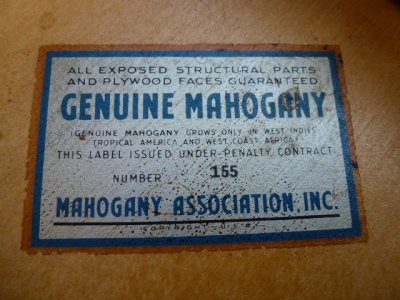 ALL EXPOSED STRUCTURAL PARTS
AND PLYWOOD FACES GUARANTEED
GENUINE MAHOGANY
(GENUINE MAHOGANY GROWS ONLY IN WEST INDIES
TROPICAL AMERICA AND WEST COAST AFRICA)
THIS LABEL ISSUED UNDER PENALTY CONTRACT
NUMBER 155
MAHOGANY ASSOCIATION, INC.
COPYRIGHT U.S.A.